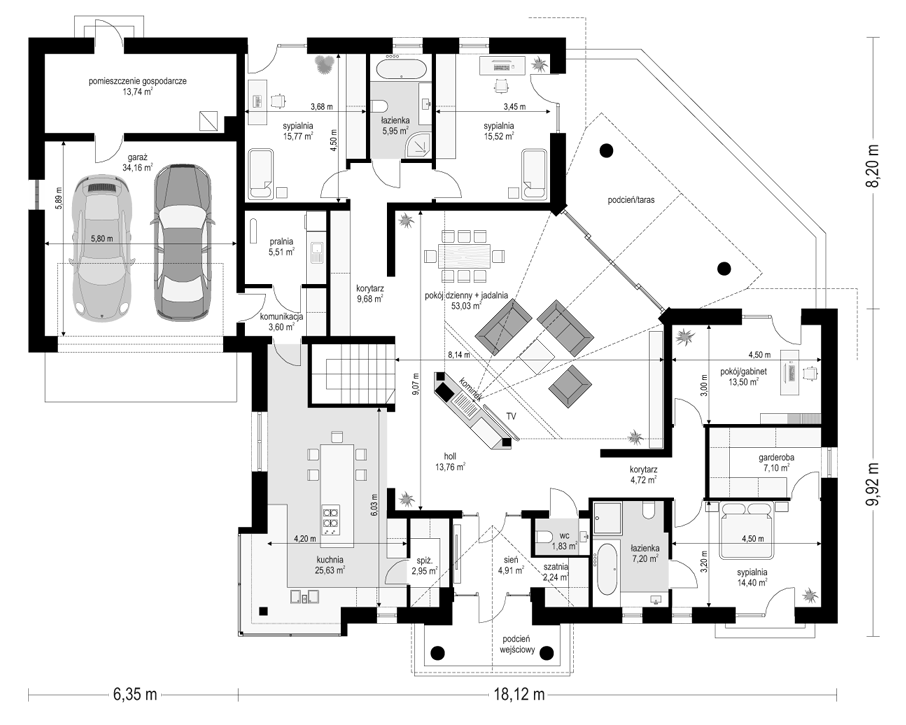 pomieszczenie gospodarcze
13,74 m²
3,68 m
sypialnia
15,77 m²
4,50 m
łazienka
5,95 m²
3,45 m
sypialnia
15,52 m²
8,20 m
garaż
34,16 m²
5,89 m
5,80 m
podcień/taras
pralnia
5,51 m²
korytarz
9,68 m²
pokój dzienny + jadalnia
53,03 m²
komunikacja
3,60 m²
8,14 m
9,07 m
kominek
TV
4,50 m
pokój/gabinet
13,50 m²
3,00 m
holl
13,76 m²
korytarz
4,72 m²
garderoba
7,10 m²
9,92 m
6,03 m
4,20 m
kuchnia
25,63 m²
spiż.
2,95 m²
sień
4,91 m²
wc
1,83 m²
szatnia
2,24 m²
łazienka
7,20 m²
4,50 m
3,20 m
sypialnia
14,40 m²
podcień
wejściowy
6,35 m
18,12 m